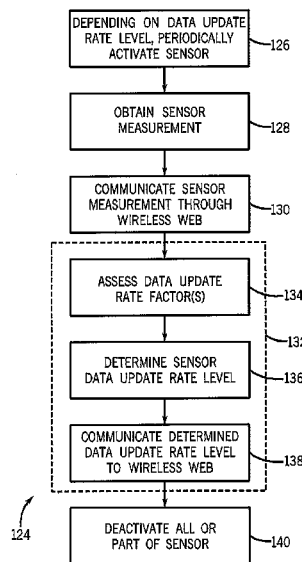 DEPENDING ON DATA UPDATE
RATE LEVEL, PERIODICALLY
ACTIVATE SENSOR
126
OBTAIN SENSOR
MEASUREMENT
128
COMMUNICATE SENSOR
MEASUREMENT THROUGH
WIRELESS WEB
130
ASSESS DATA UPDATE
RATE FACTOR(S)
134
132
DETERMINE SENSOR
DATA UPDATE RATE LEVEL
136
COMMUNICATE DETERMINED
DATA UPDATE RATE LEVEL
TO WIRELESS WEB
138
124
DEACTIVATE ALL OR
PART OF SENSOR
140